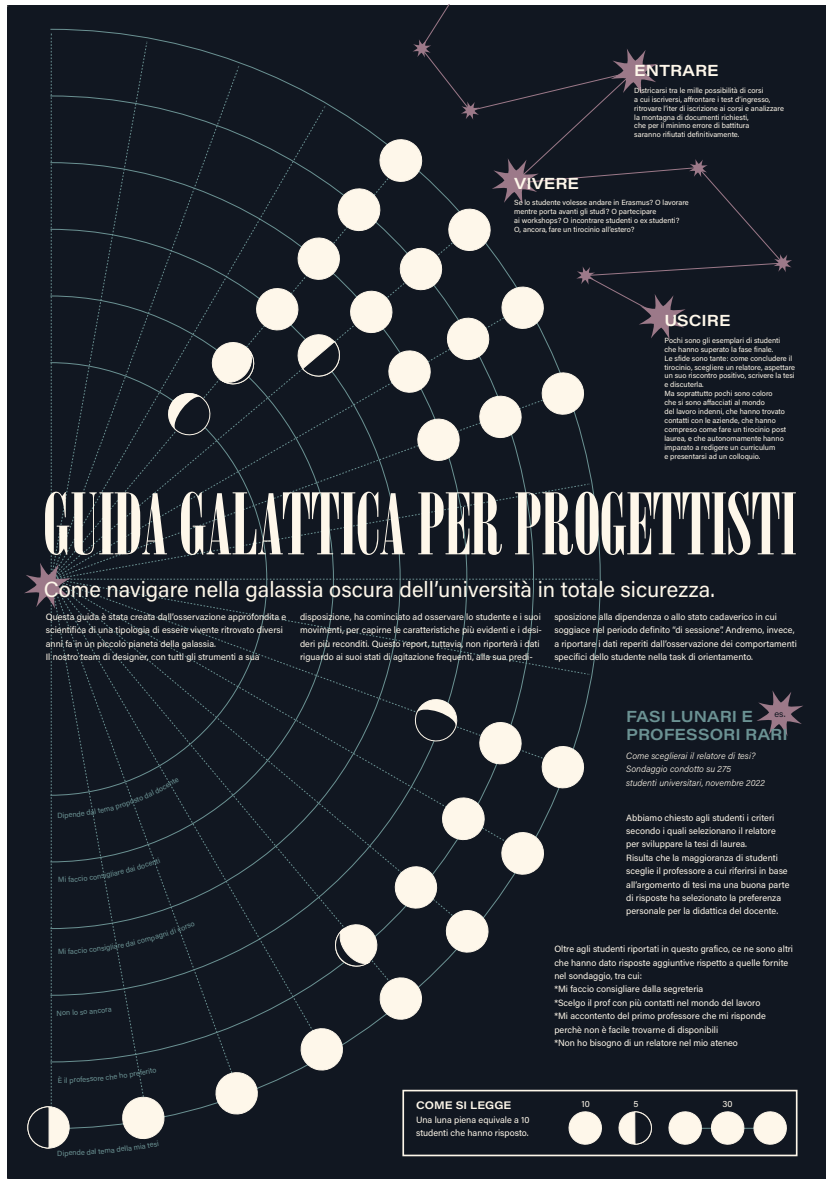 ENTRARE
Districarsi tra le mille possibilità di corsi
a cui iscriversi, affrontare i test d'ingresso,
ritrovare l'iter di iscrizione ai corsi e analizzare
la montagna di documenti richiesti,
che per il minimo errore di battitura
saranno rifiutati definitivamente.
VIVERE
Se lo studente volesse andare in Erasmus? O lavorare
mentre porta avanti gli studi? O partecipare
ai workshops? O incontrare studenti o ex studenti?
O, ancora, fare un tirocinio all'estero?
USCIRE
Pochi sono gli esemplari di studenti
che hanno superato la fase finale.
Le sfide sono tante: come concludere il
tirocinio, scegliere un relatore, aspettare
un suo riscontro positivo, scrivere la tesi
e discuterla.
Ma soprattutto pochi sono coloro
che si sono affacciati al mondo
del lavoro indenni, che hanno trovato
contatti con le aziende, che hanno
compreso come fare un tirocinio post
laurea, e che autonomamente hanno
imparato a redigere un curriculum
e presentarsi ad un colloquio.
GUIDA GALATTICA PER PROGETTISTI
Come navigare nella galassia oscura dell'università in totale sicurezza.
Questa guida è stata creata dall'osservazione approfondita e
scientifica di una tipologia di essere vivente ritrovato diversi
anni fa in un piccolo pianeta della galassia.
Il nostro team di designer, con tutti gli strumenti a sua
disposizione, ha cominciato ad osservare lo studente e i suoi
movimenti, per capirne le caratteristiche più evidenti e i desi-
deri più reconditi. Questo report, tuttavia, non riporterà i dati
riguardo ai suoi stati di agitazione frequenti, alla sua predi-
sposizione alla dipendenza o allo stato cadaverico in cui
soggiace nel periodo definito "di sessione". Andremo, invece,
a riportare i dati reperiti dall'osservazione dei comportamenti
specifici dello studente nella task di orientamento.
FASI LUNARI E
PROFESSORI RARI
es.
Come sceglierai il relatore di tesi?
Sondaggio condotto su 275
studenti universitari, novembre 2022
Abbiamo chiesto agli studenti i criteri
secondo i quali selezionano il relatore
per sviluppare la tesi di laurea.
Risulta che la maggioranza di studenti
sceglie il professore a cui riferirsi in base
all'argomento di tesi ma una buona parte
di risposte ha selezionato la preferenza
personale per la didattica del docente.
Oltre agli studenti riportati in questo grafico, ce ne sono altri
che hanno dato risposte aggiuntive rispetto a quelle fornite
nel sondaggio, tra cui:
*Mi faccio consigliare dalla segreteria
*Scelgo il prof con più contatti nel mondo del lavoro
*Mi accontento del primo professore che mi risponde
perchè non è facile trovarne di disponibili
*Non ho bisogno di un relatore nel mio ateneo
Dipende dal tema proposto dal docente
Mi faccio consigliare dai docenti
Mi faccio consigliare dai compagni di corso
Non lo so ancora
È il professore che ho preferito
Dipende dal tema della mia tesi
COME SI LEGGE
Una luna piena equivale a 10
studenti che hanno risposto.
10 5 30